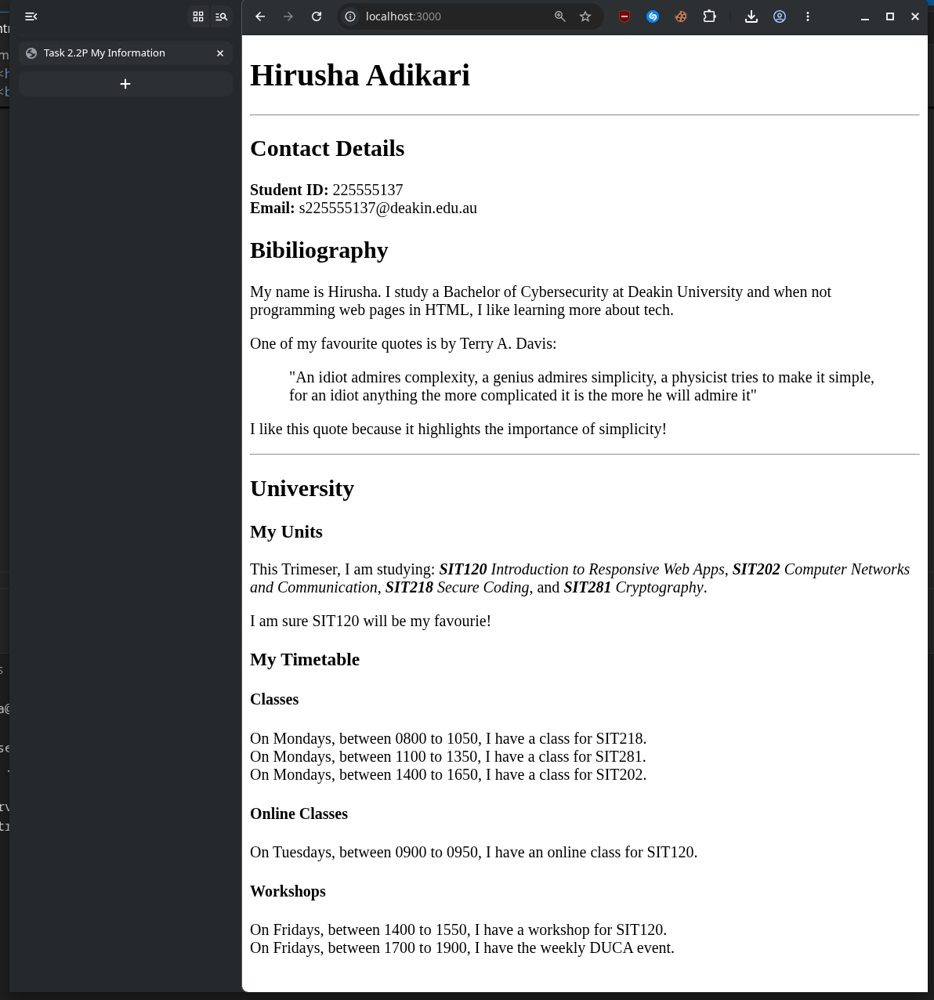 localhost:3000
Task 2.2P My Information
Hirusha Adikari
Contact Details
Student ID: 225555137
Email: s225555137@deakin.edu.au
Bibiliography
My name is Hirusha. I study a Bachelor of Cybersecurity at Deakin University and when not
programming web pages in HTML, I like learning more about tech.
One of my favourite quotes is by Terry A. Davis:
"An idiot admires complexity, a genius admires simplicity, a physicist tries to make it simple,
for an idiot anything the more complicated it is the more he will admire it"
I like this quote because it highlights the importance of simplicity!
University
My Units
This Trimeser, I am studying: SIT120 Introduction to Responsive Web Apps, SIT202 Computer Networks
and Communication, SIT218 Secure Coding, and SIT281 Cryptography.
I am sure SIT120 will be my favourie!
My Timetable
Classes
On Mondays, between 0800 to 1050, I have a class for SIT218.
On Mondays, between 1100 to 1350, I have a class for SIT281.
On Mondays, between 1400 to 1650, I have a class for SIT202.
Online Classes
On Tuesdays, between 0900 to 0950, I have an online class for SIT120.
Workshops
On Fridays, between 1400 to 1550, I have a workshop for SIT120.
On Fridays, between 1700 to 1900, I have the weekly DUCA event.